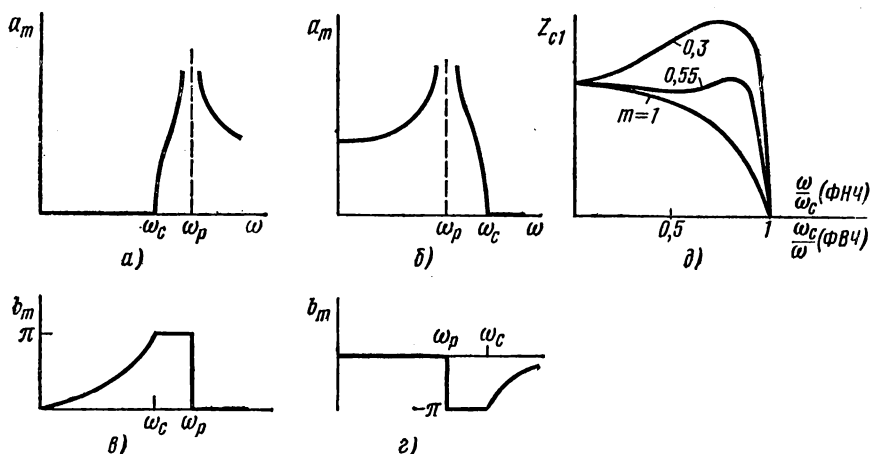 a_m
ω_c ω_p ω
а)
a_m
ω_p ω_c ω
б)
Z_c1
0,3
0,55
m=1
0,5 1
ω/ω_c (ФНЧ)
ω_c/ω (ФВЧ)
д)
b_m
π
ω_c ω_p
в)
b_m
ω_p ω_c
-π
г)